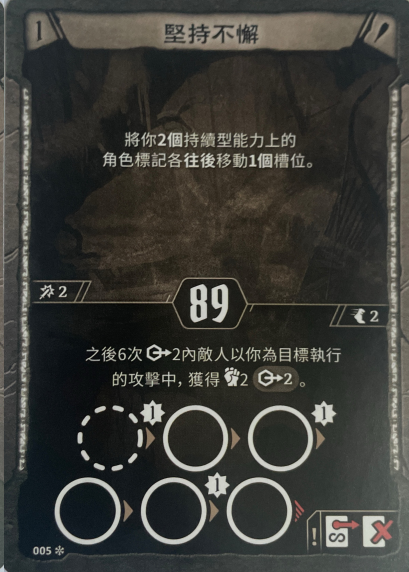 1
堅持不懈
將你2個持續型能力上的
角色標記各往後移動1個槽位。
2
89
2
之後6次 2內敵人以你為目標執行
的攻擊中，獲得 2 2 。
1
1
1
!
S
005